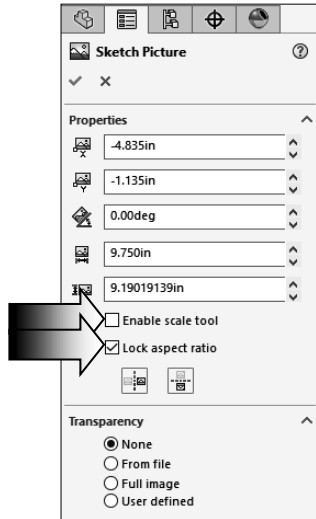 Sketch Picture
Properties
X
-4.835in
Y
-1.135in
0.00deg
9.750in
9.19019139in
Enable scale tool
Lock aspect ratio
Transparency
None
From file
Full image
User defined